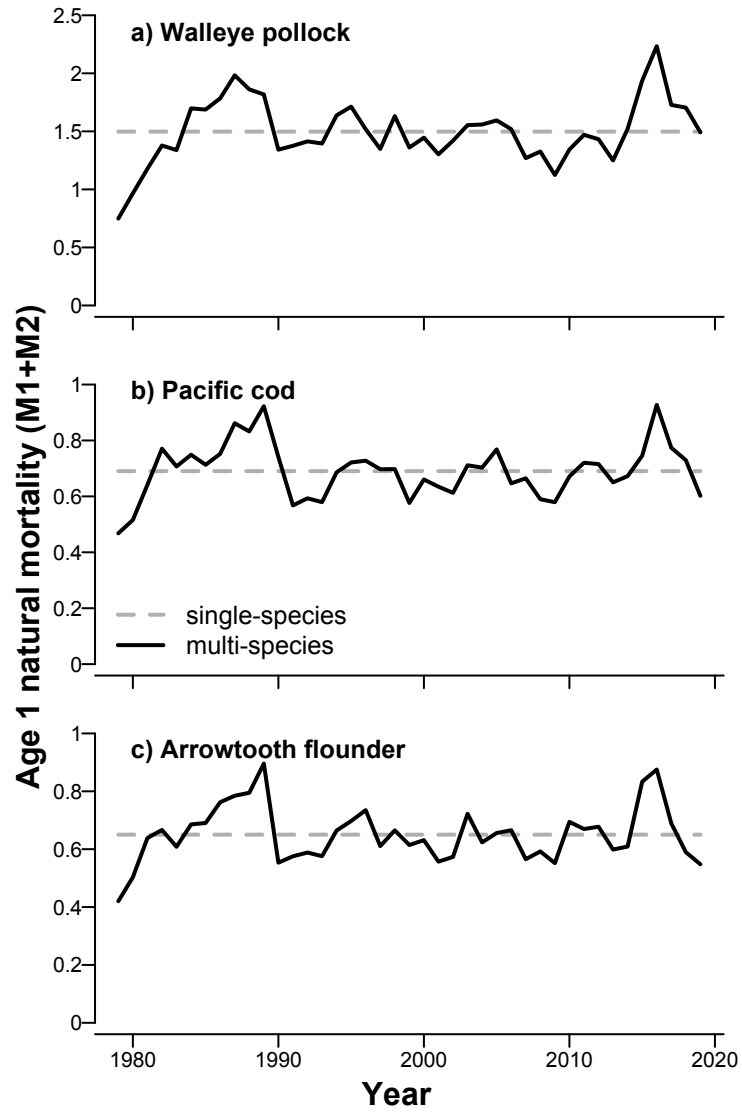 Age 1 natural mortality (M1+M2)
a) Walleye pollock
2.5
2
1.5
1
0.5
0
b) Pacific cod
1
0.8
0.6
0.4
0.2
0
single-species
multi-species
c) Arrowtooth flounder
1
0.8
0.6
0.4
0.2
0
1980 1990 2000 2010 2020
Year